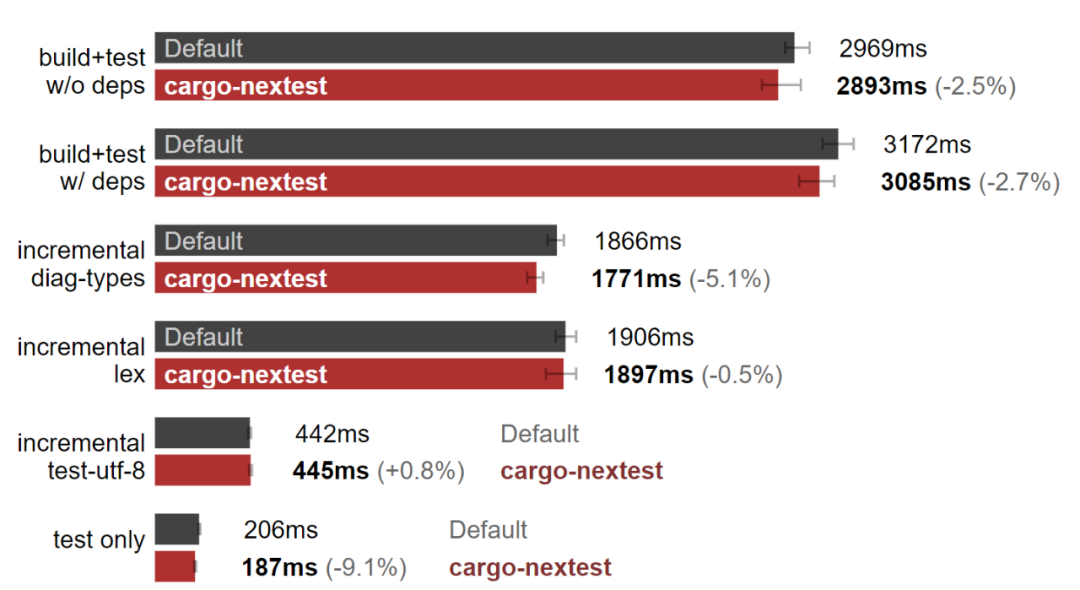 build+test
w/o deps
Default
2969ms
cargo-nextest
2893ms (-2.5%)
build+test
w/ deps
Default
3172ms
cargo-nextest
3085ms (-2.7%)
incremental
diag-types
Default
1866ms
cargo-nextest
1771ms (-5.1%)
incremental
lex
Default
1906ms
cargo-nextest
1897ms (-0.5%)
incremental
test-utf-8
442ms Default
445ms (+0.8%) cargo-nextest
test only
206ms Default
187ms (-9.1%) cargo-nextest